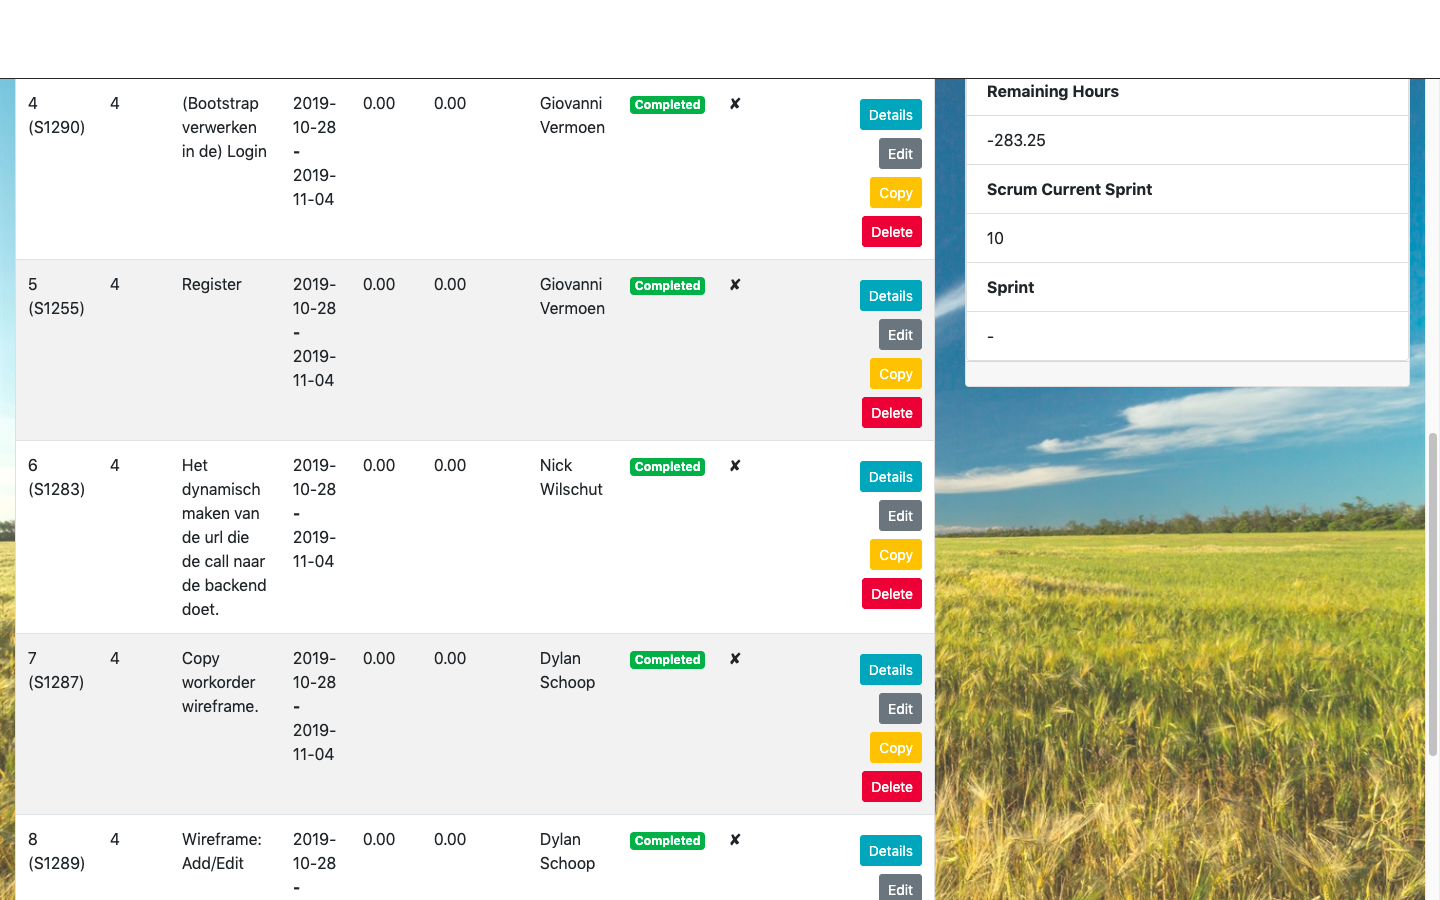 4
(S1290)
4
(Bootstrap
verwerken
in de) Login
2019-
10-28
-
2019-
11-04
0.00
0.00
Giovanni
Vermoen
Completed
✘
Details
Edit
Copy
Delete
5
(S1255)
4
Register
2019-
10-28
-
2019-
11-04
0.00
0.00
Giovanni
Vermoen
Completed
✘
Details
Edit
Copy
Delete
6
(S1283)
4
Het
dynamisch
maken van
de url die
de call naar
de backend
doet.
2019-
10-28
-
2019-
11-04
0.00
0.00
Nick
Wilschut
Completed
✘
Details
Edit
Copy
Delete
7
(S1287)
4
Copy
workorder
wireframe.
2019-
10-28
-
2019-
11-04
0.00
0.00
Dylan
Schoop
Completed
✘
Details
Edit
Copy
Delete
8
(S1289)
4
Wireframe:
Add/Edit
2019-
10-28
-
0.00
0.00
Dylan
Schoop
Completed
✘
Details
Edit
Remaining Hours
-283.25
Scrum Current Sprint
10
Sprint
-